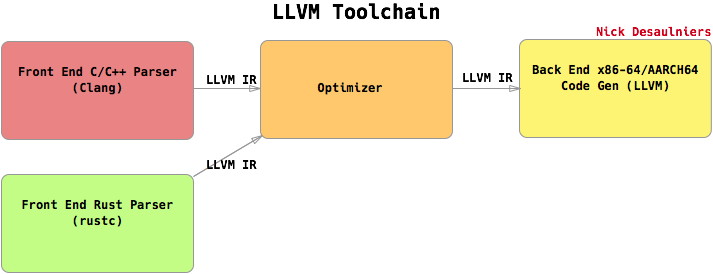 LLVM Toolchain
Nick Desaulniers
Front End C/C++ Parser
(Clang)
LLVM IR
Optimizer
LLVM IR
Back End x86-64/AARCH64
Code Gen (LLVM)
LLVM IR
Front End Rust Parser
(rustc)